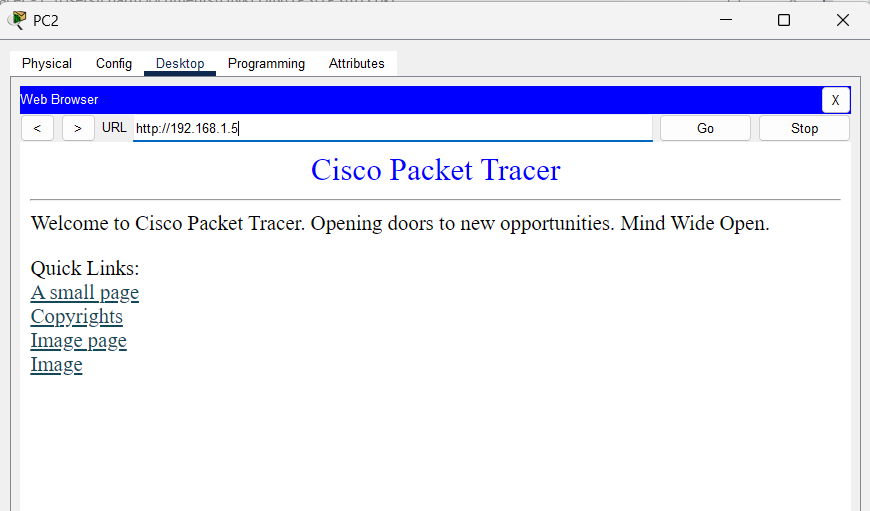 PC2
Physical Config Desktop Programming Attributes
Web Browser X
< > URL http://192.168.1.5 Go Stop
Cisco Packet Tracer
Welcome to Cisco Packet Tracer. Opening doors to new opportunities. Mind Wide Open.
Quick Links:
A small page
Copyrights
Image page
Image